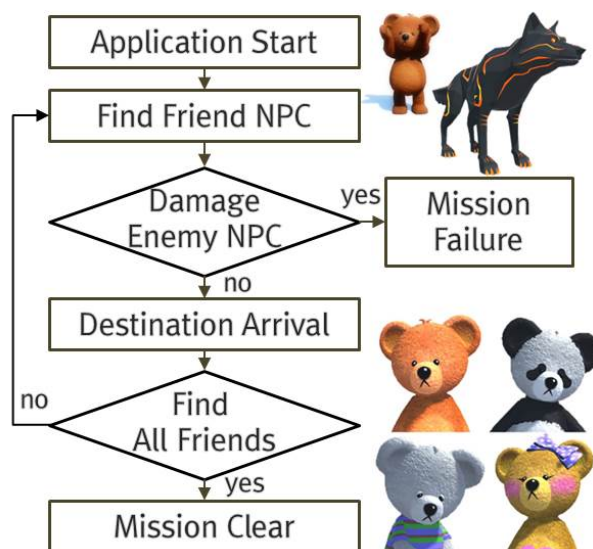 Application Start
Find Friend NPC
Damage
Enemy NPC
yes
Mission
Failure
no
Destination Arrival
no
Find
All Friends
yes
Mission Clear